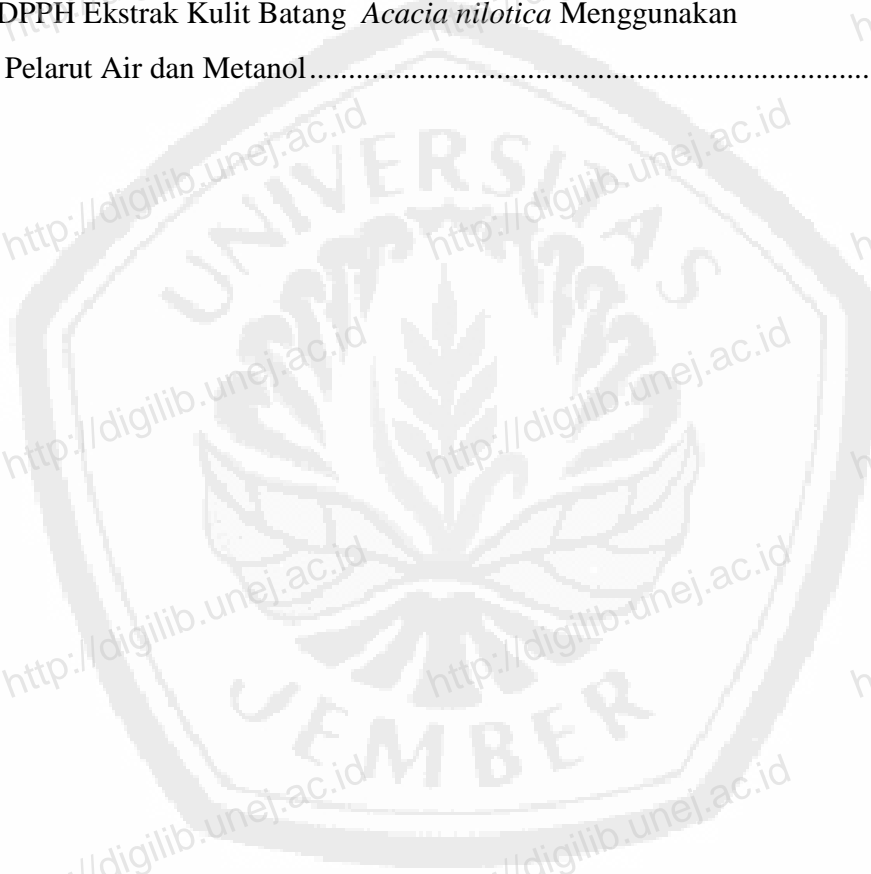 DPPH Ekstrak Kulit Batang Acacia nilotica Menggunakan
Pelarut Air dan Metanol........................................................................
http://digilib.unej.ac.id
http://digilib.unej.ac.id
UNIVERSITAS
http://digilib.unej.ac.id
http://digilib.unej.ac.id
http://digilib.unej.ac.id
http://digilib.unej.ac.id
JEMBER
http://digilib.unej.ac.id
http://digilib.unej.ac.id